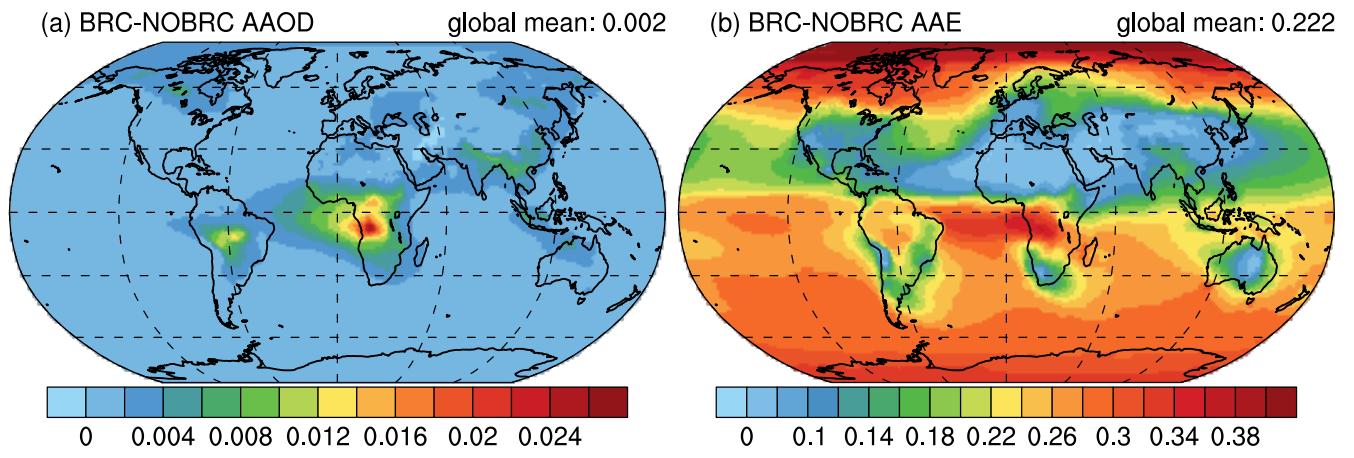 (a) BRC-NOBRC AAOD global mean: 0.002
(b) BRC-NOBRC AAE global mean: 0.222
0 0.004 0.008 0.012 0.016 0.02 0.024
0 0.1 0.14 0.18 0.22 0.26 0.3 0.34 0.38